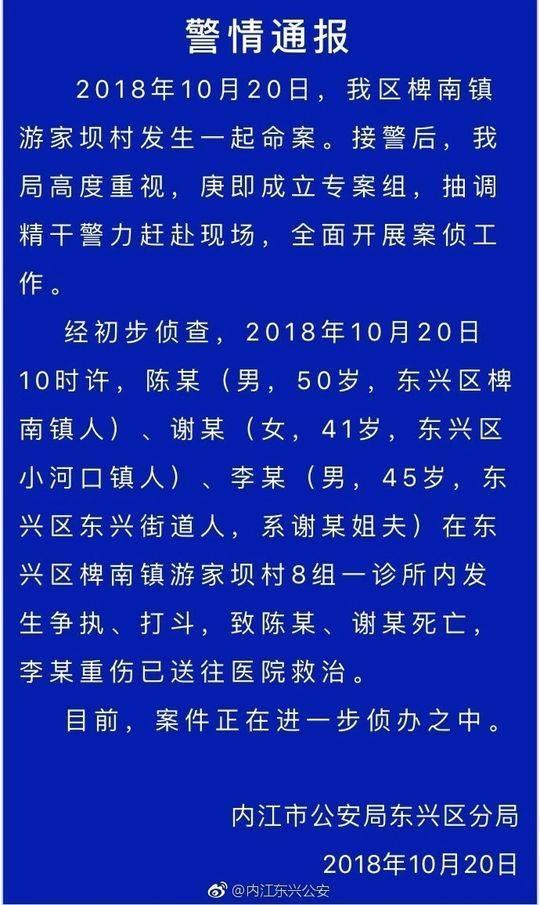 警情通报
2018年10月20日，我区椑南镇
游家坝村发生一起命案。接警后，我
局高度重视，庚即成立专案组，抽调
精干警力赶赴现场，全面开展案侦工
作。
经初步侦查，2018年10月20日
10时许，陈某（男，50岁，东兴区椑
南镇人）、谢某（女，41岁，东兴区
小河口镇人）、李某（男，45岁，东
兴区东兴街道人，系谢某姐夫）在东
兴区椑南镇游家坝村8组一诊所内发
生争执、打斗，致陈某、谢某死亡，
李某重伤已送往医院救治。
目前，案件正在进一步侦办之中。
内江市公安局东兴区分局
2018年10月20日
@内江东兴公安